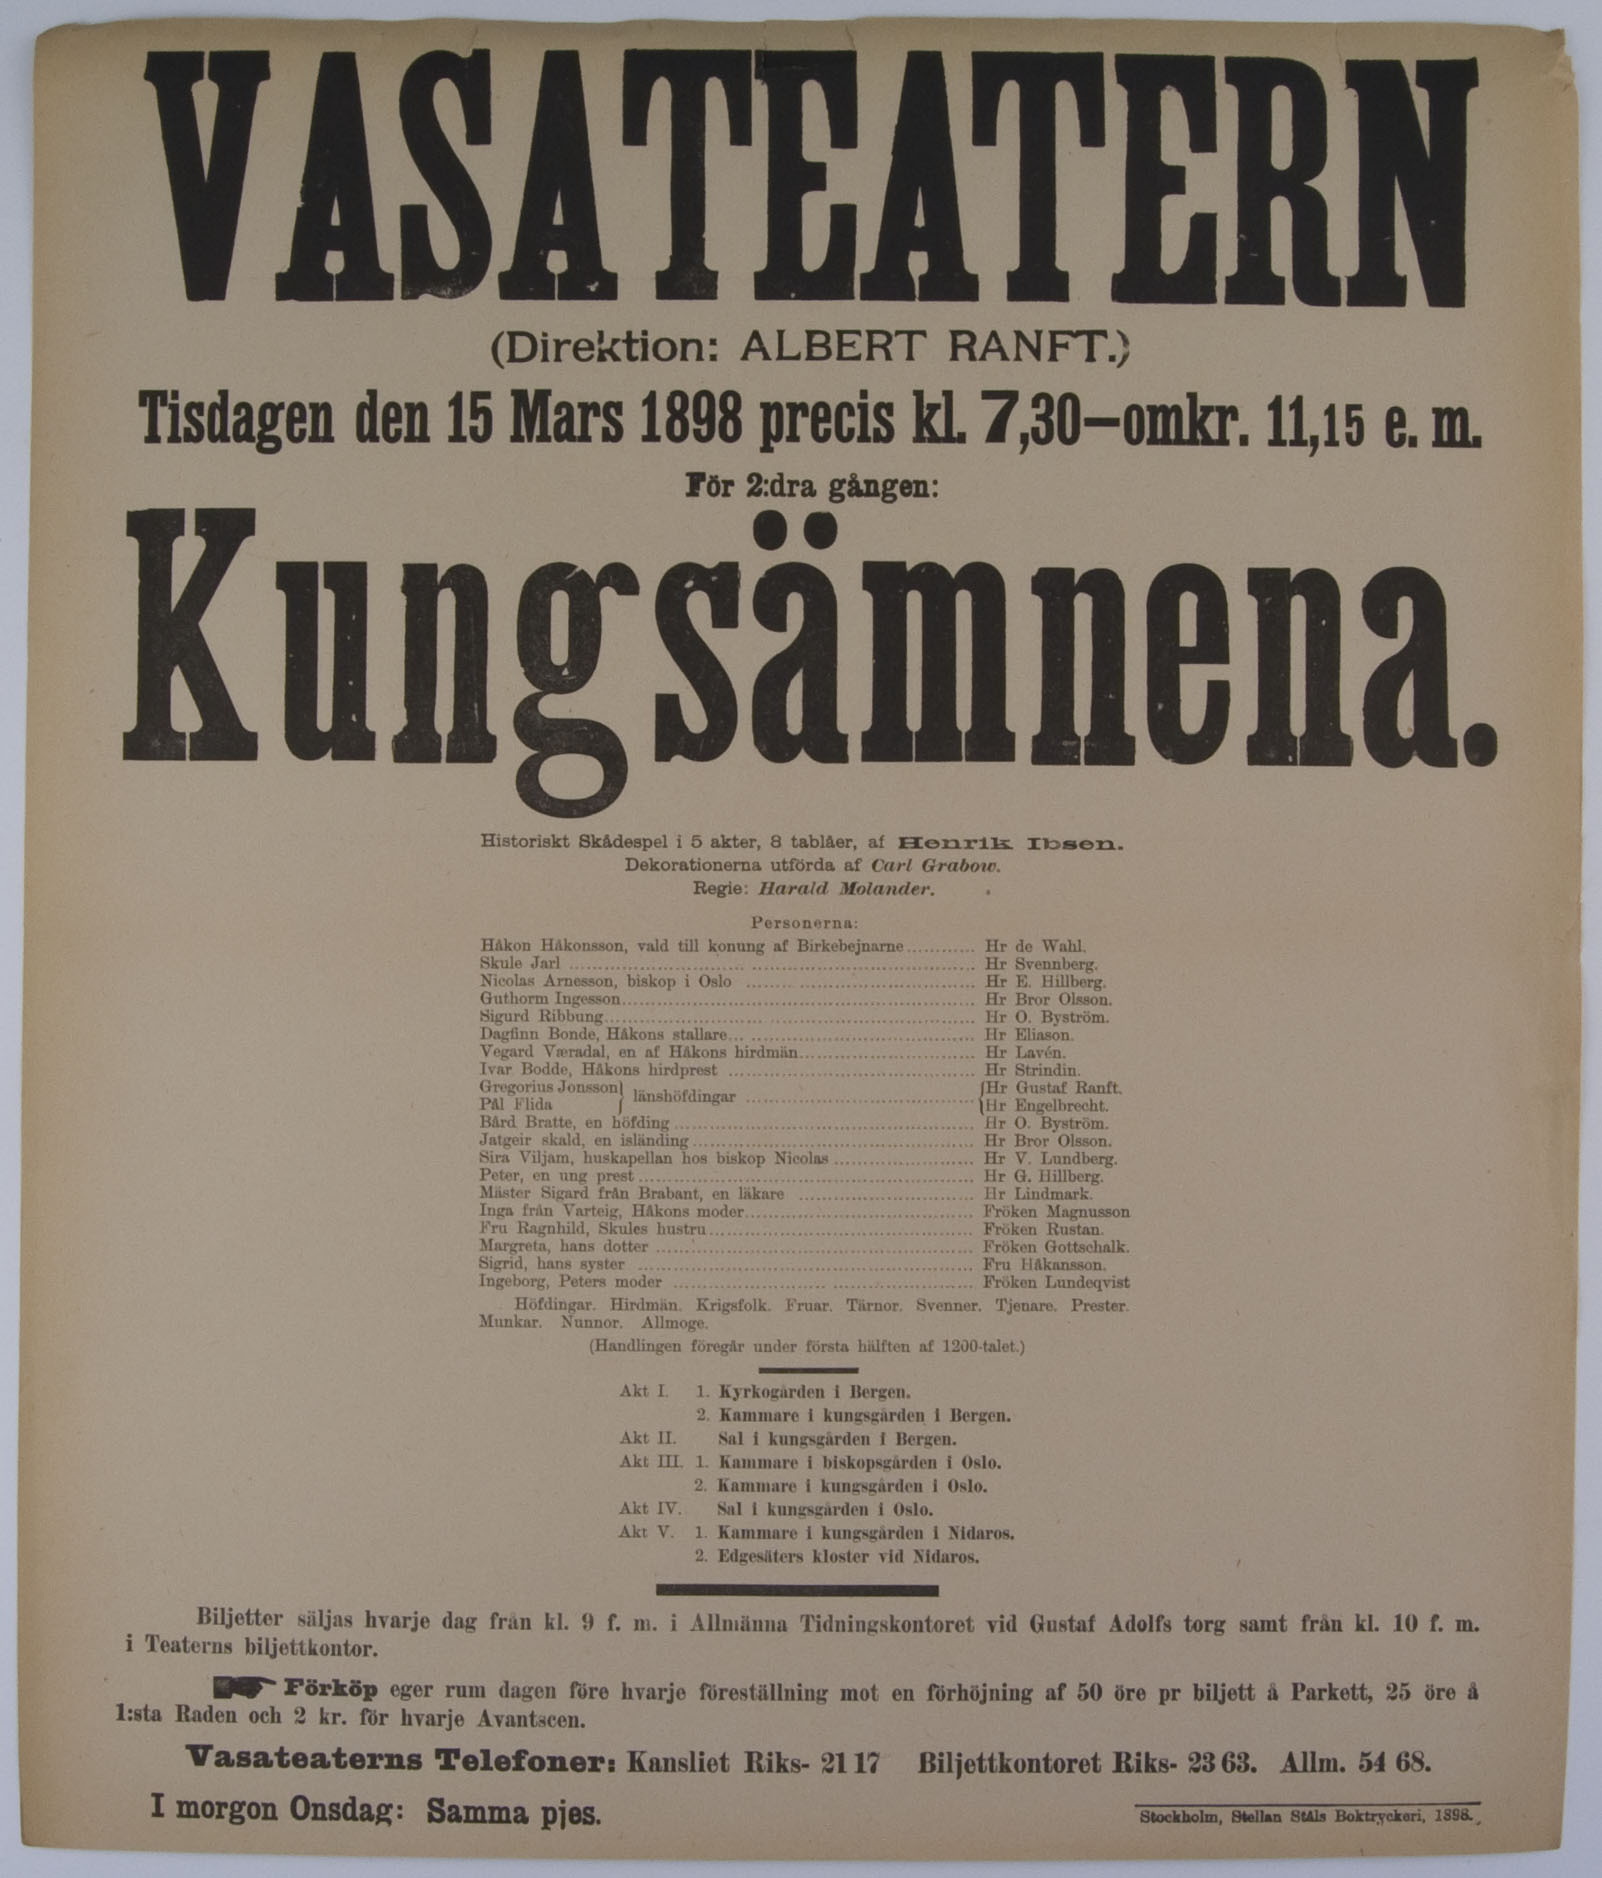 VASATEATERN
(Direktion: ALBERT RANFT.)
Tisdagen den 15 Mars 1898 precis kl. 7,30—omkr. 11,15 e. m.
För 2:dra gången:
Kungsämnena.
Historiskt Skådespel i 5 akter, 8 tablåer, af Henrik Ibsen.
Dekorationerna utförda af Carl Grabow.
Regie: Harald Molander.
Personerna:
Håkon Håkonsson, vald till konung af Birkebejnarne ............ Hr de Wahl.
Skule Jarl ............ Hr Svennberg.
Nicolas Arnesson, biskop i Oslo ............ Hr E. Hillberg.
Guthorm Ingesson ............ Hr Bror Olsson.
Sigurd Ribbung ............ Hr O. Byström.
Dagfinn Bonde, Håkons stallare ............ Hr Eliason.
Vegard Væradal, en af Håkons hirdmän ............ Hr Lavén.
Ivar Bodde, Håkons hirdprest ............ Hr Strindin.
Gregorius Jonsson } länshöfdingar ............ { Hr Gustaf Ranft.
Pål Flida } { Hr Engelbrecht.
Bård Bratte, en höfding ............ Hr O. Byström.
Jatgeir skald, en isländing ............ Hr Bror Olsson.
Sira Viljam, huskapellan hos biskop Nicolas ............ Hr V. Lundberg.
Peter, en ung prest ............ Hr G. Hillberg.
Mäster Sigard från Brabant, en läkare ............ Hr Lindmark.
Inga från Varteig, Håkons moder ............ Fröken Magnusson
Fru Ragnhild, Skules hustru ............ Fröken Rustan.
Margreta, hans dotter ............ Fröken Gottschalk.
Sigrid, hans syster ............ Fru Håkansson.
Ingeborg, Peters moder ............ Fröken Lundeqvist
Höfdingar. Hirdmän. Krigsfolk. Fruar. Tärnor. Svenner. Tjenare. Prester.
Munkar. Nunnor. Allmoge.
(Handlingen föregår under första hälften af 1200-talet.)
Akt I. 1. Kyrkogården i Bergen.
2. Kammare i kungsgården i Bergen.
Akt II. Sal i kungsgården i Bergen.
Akt III. 1. Kammare i biskopsgården i Oslo.
2. Kammare i kungsgården i Oslo.
Akt IV. Sal i kungsgården i Oslo.
Akt V. 1. Kammare i kungsgården i Nidaros.
2. Edgesäters kloster vid Nidaros.
Biljetter säljas hvarje dag från kl. 9 f. m. i Allmänna Tidningskontoret vid Gustaf Adolfs torg samt från kl. 10 f. m.
i Teaterns biljettkontor.
Förköp eger rum dagen före hvarje föreställning mot en förhöjning af 50 öre pr biljett å Parkett, 25 öre å
1:sta Raden och 2 kr. för hvarje Avantscen.
Vasateaterns Telefoner: Kansliet Riks- 21 17 Biljettkontoret Riks- 23 63. Allm. 54 68.
I morgon Onsdag: Samma pjes.
Stockholm, Stellan Ståls Boktryckeri, 1898.